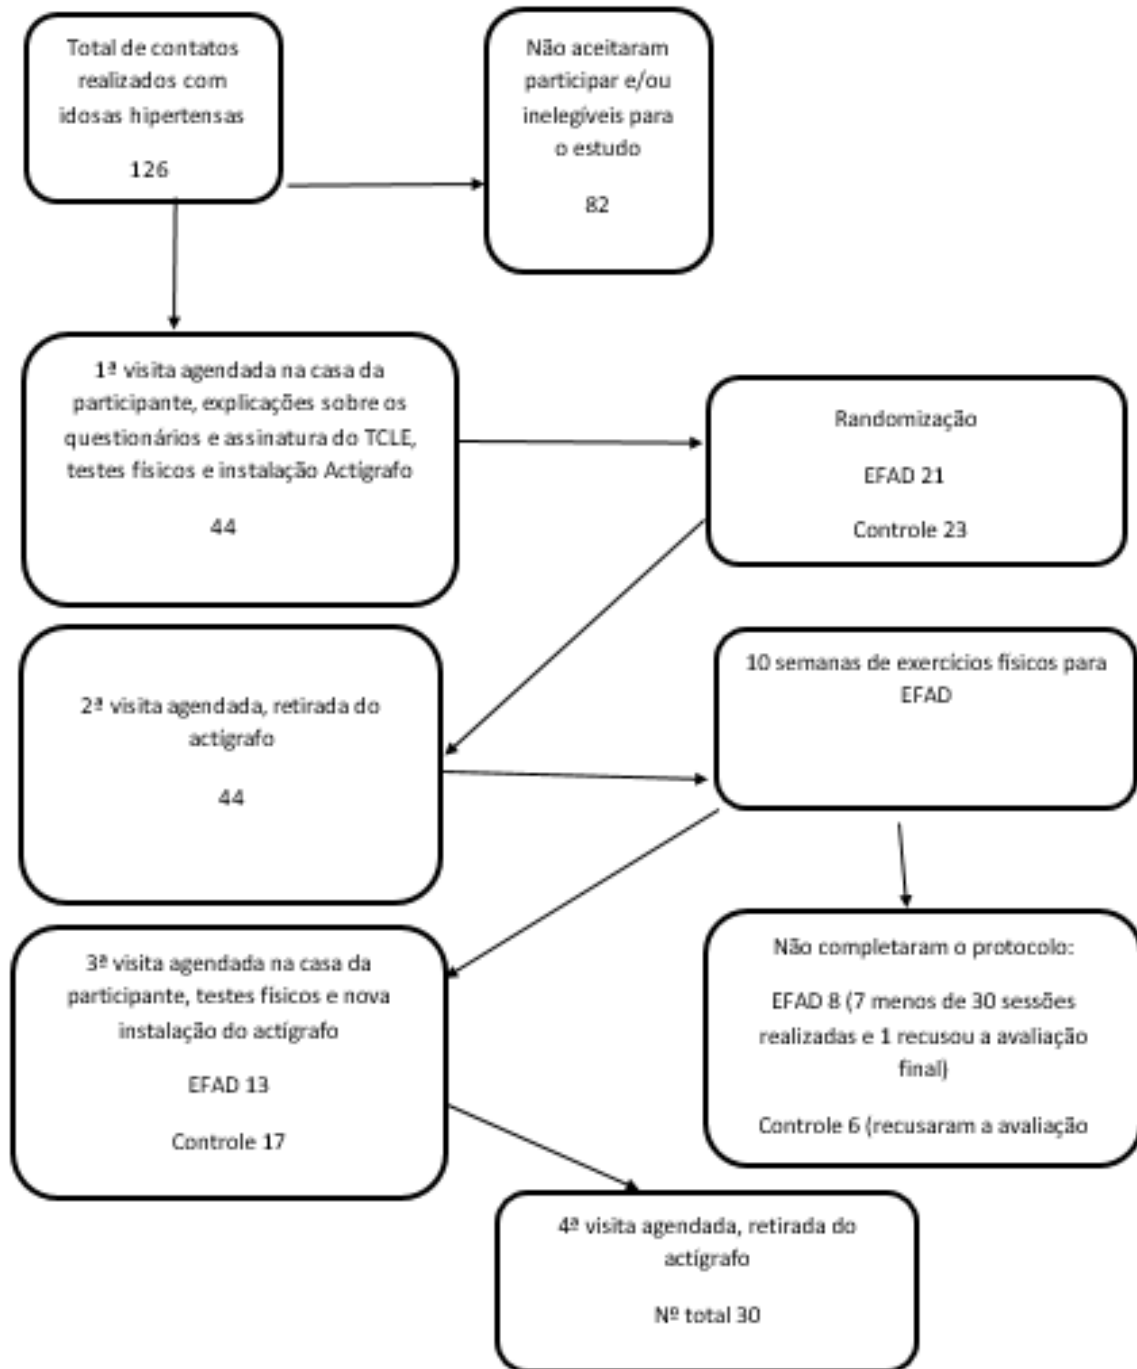 Total de contatos
realizados com
idosas hipertensas
126
Não aceitaram
participar e/ou
inelegíveis para
o estudo
82
1ª visita agendada na casa da
participante, explicações sobre os
questionários e assinatura do TCLE,
testes físicos e instalação Actígrafo
44
Randomização
EFAD 21
Controle 23
2ª visita agendada, retirada do
actígrafo
44
10 semanas de exercícios físicos para
EFAD
3ª visita agendada na casa da
participante, testes físicos e nova
instalação do actígrafo
EFAD 13
Controle 17
Não completaram o protocolo:
EFAD 8 (7 menos de 30 sessões
realizadas e 1 recusou a avaliação
final)
Controle 6 (recusaram a avaliação
4ª visita agendada, retirada do
actígrafo
Nº total 30